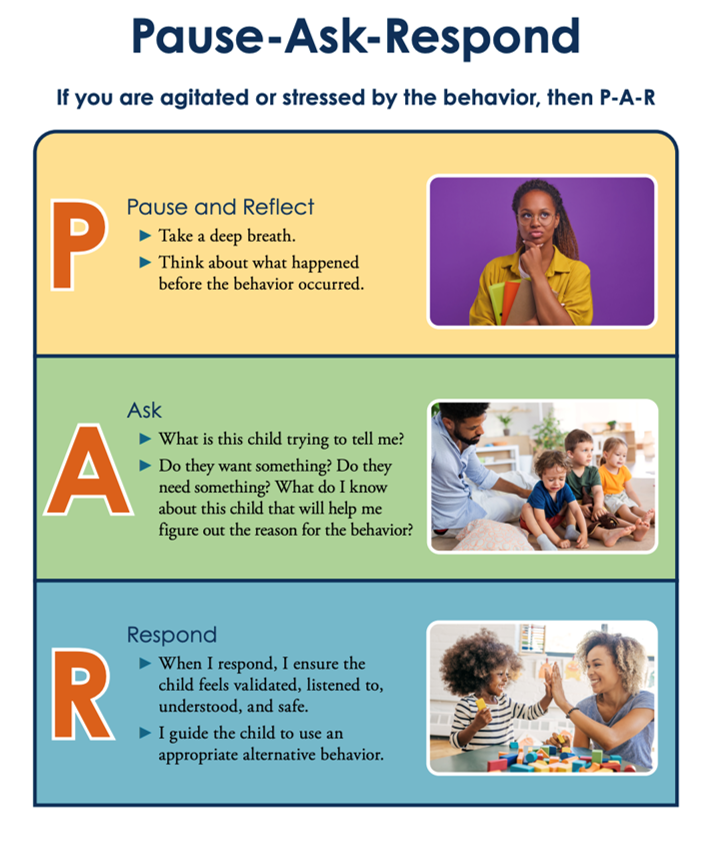 Pause-Ask-Respond
If you are agitated or stressed by the behavior, then P-A-R
P
Pause and Reflect
▶ Take a deep breath.
▶ Think about what happened
before the behavior occurred.
A
Ask
▶ What is this child trying to tell me?
▶ Do they want something? Do they
need something? What do I know
about this child that will help me
figure out the reason for the behavior?
R
Respond
▶ When I respond, I ensure the
child feels validated, listened to,
understood, and safe.
▶ I guide the child to use an
appropriate alternative behavior.